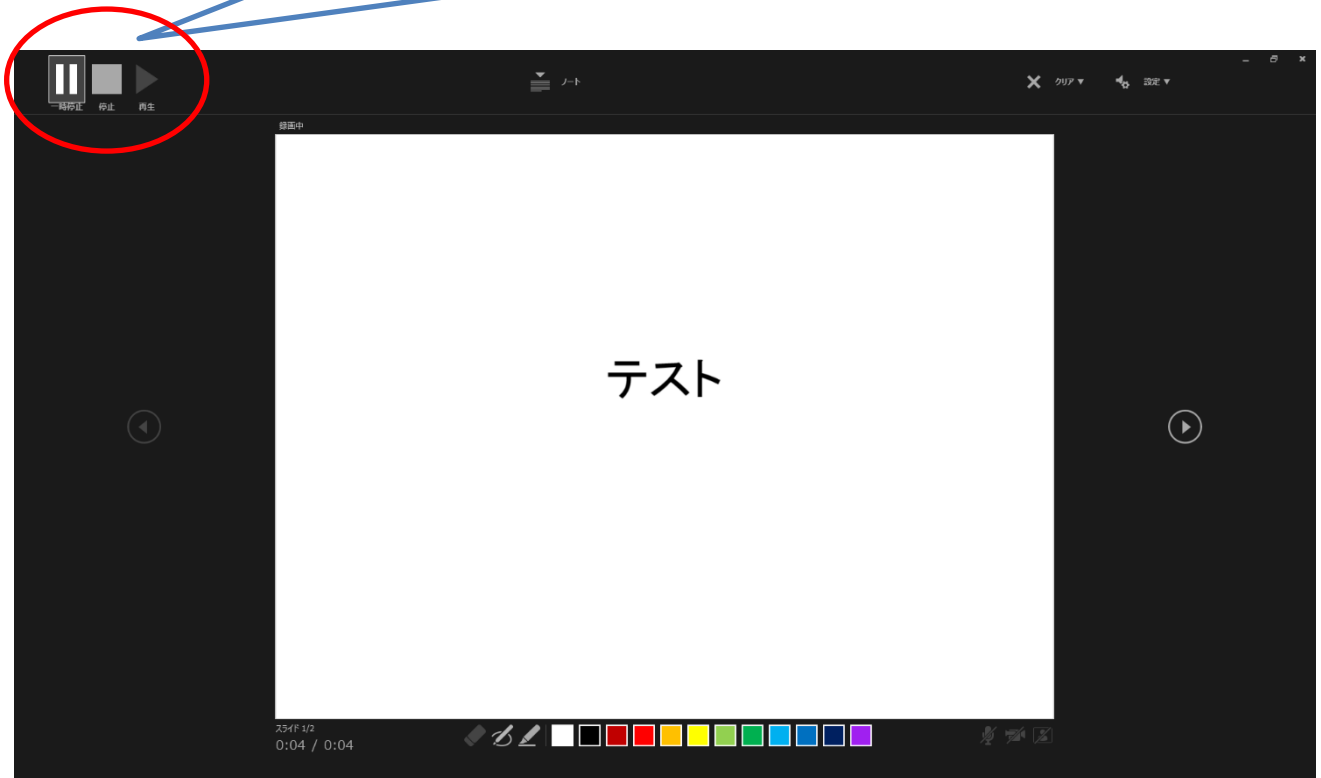 一時停止 停止 再生
ノート
クリア 設定
録画中
テスト
スライド 1/2
0:04 / 0:04